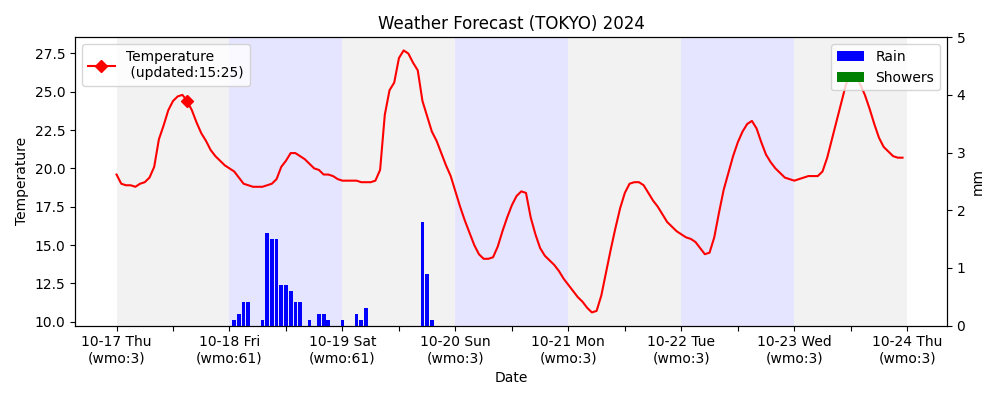 Weather Forecast (TOKYO) 2024
Temperature
(updated:15:25)
Rain
Showers
Temperature
27.5
25.0
22.5
20.0
17.5
15.0
12.5
10.0
5
4
3
2
1
0
mm
10-17 Thu
(wmo:3)
10-18 Fri
(wmo:61)
10-19 Sat
(wmo:61)
10-20 Sun
(wmo:3)
10-21 Mon
(wmo:3)
10-22 Tue
(wmo:3)
10-23 Wed
(wmo:3)
10-24 Thu
(wmo:3)
Date